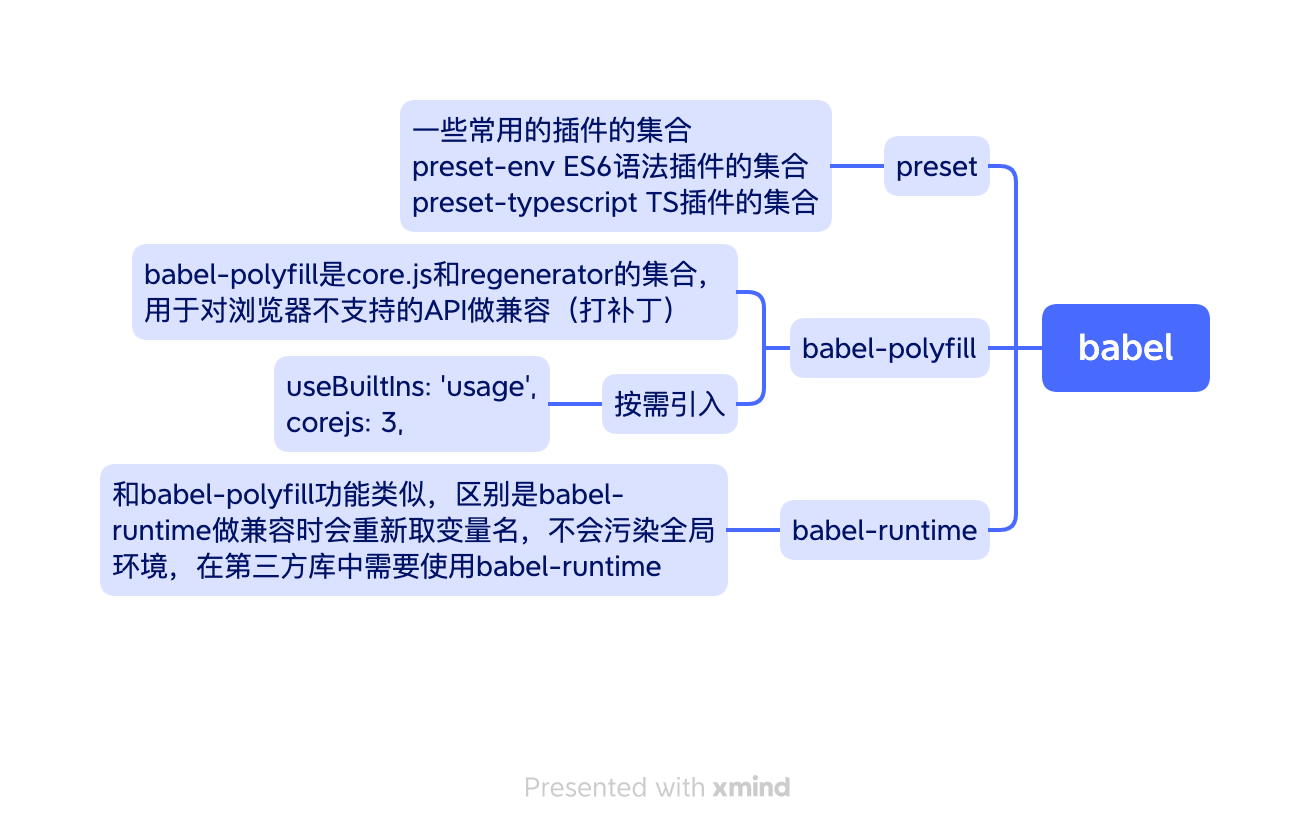 一些常用的插件的集合
preset-env ES6语法插件的集合
preset-typescript TS插件的集合
preset
babel-polyfill是core.js和regenerator的集合，
用于对浏览器不支持的API做兼容（打补丁）
babel-polyfill
babel
useBuiltIns: 'usage',
corejs: 3,
按需引入
和babel-polyfill功能类似，区别是babel-
runtime做兼容时会重新取变量名，不会污染全局
环境，在第三方库中需要使用babel-runtime
babel-runtime
Presented with xmind